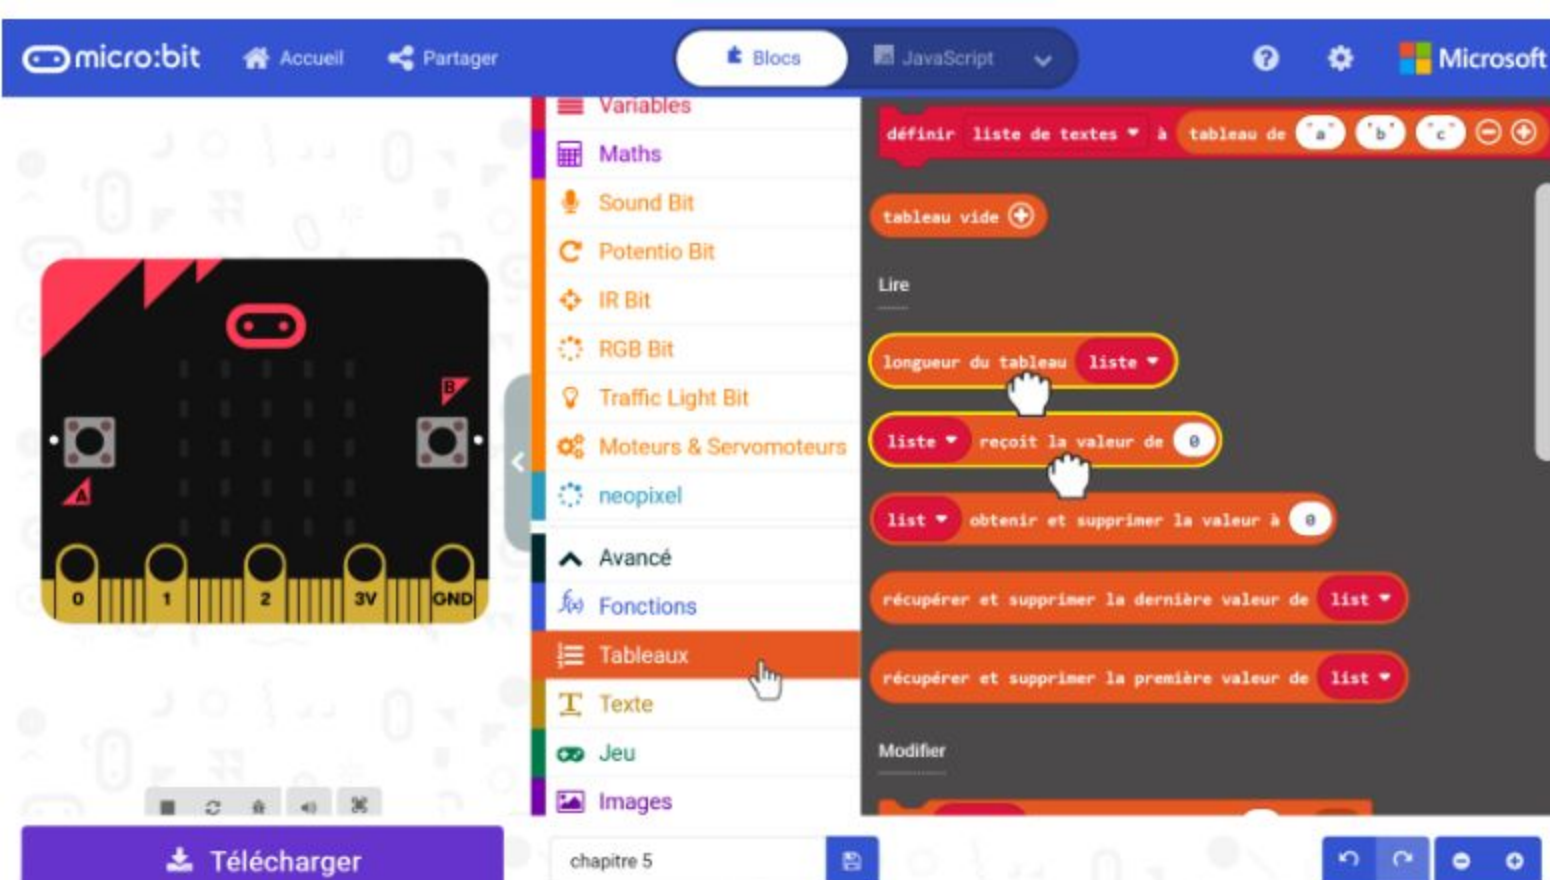 micro:bit Accueil Partager Blocs JavaScript Microsoft
Variables
Maths
Sound Bit
Potentio Bit
IR Bit
RGB Bit
Traffic Light Bit
Moteurs & Servomoteurs
neopixel
Avancé
Fonctions
Tableaux
Texte
Jeu
Images
définir liste de textes à tableau de "a" "b" "c"
tableau vide
Lire
longueur du tableau liste
liste reçoit la valeur de 0
list obtenir et supprimer la valeur à 0
récupérer et supprimer la dernière valeur de list
récupérer et supprimer la première valeur de list
Modifier
B
A
0 1 2 3V GND
Télécharger
chapitre 5